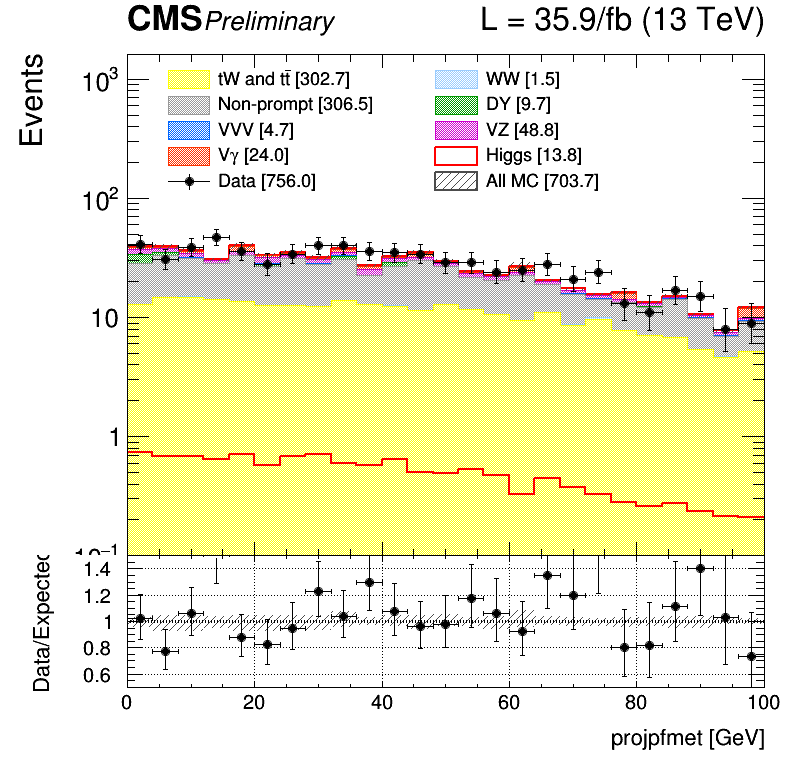 CMS Preliminary L = 35.9/fb (13 TeV)
Events
10³
10²
10
1
10⁻¹
tW and tt̄ [302.7]
Non-prompt [306.5]
VVV [4.7]
Vγ [24.0]
Data [756.0]
WW [1.5]
DY [9.7]
VZ [48.8]
Higgs [13.8]
All MC [703.7]
Data/Expected
1.4
1.2
1
0.8
0.6
0 20 40 60 80 100
projpfmet [GeV]